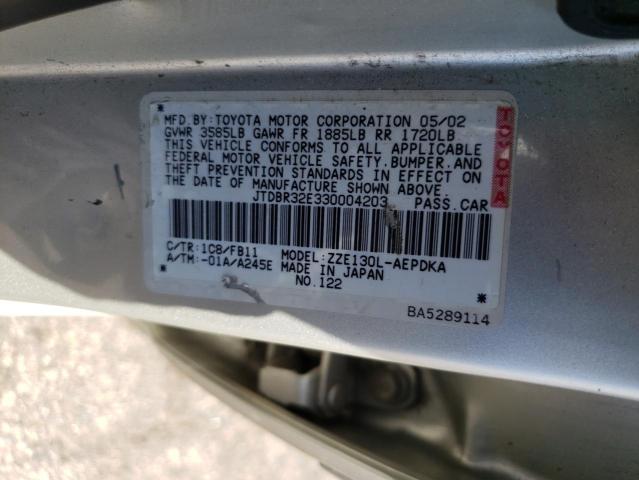 MFD.BY:TOYOTA MOTOR CORPORATION 05/02
GVWR 3585LB GAWR FR 1885LB RR 1720LB
THIS VEHICLE CONFORMS TO ALL APPLICABLE
FEDERAL MOTOR VEHICLE SAFETY,BUMPER,AND
THEFT PREVENTION STANDARDS IN EFFECT ON
THE DATE OF MANUFACTURE SHOWN ABOVE.
JTDBR32E330004203 PASS.CAR
C/TR:1C8/FB11 MODEL:ZZE130L-AEPDKA
A/TM:-01A/A245E MADE IN JAPAN
NO.122
BA5289114
TOYOTA